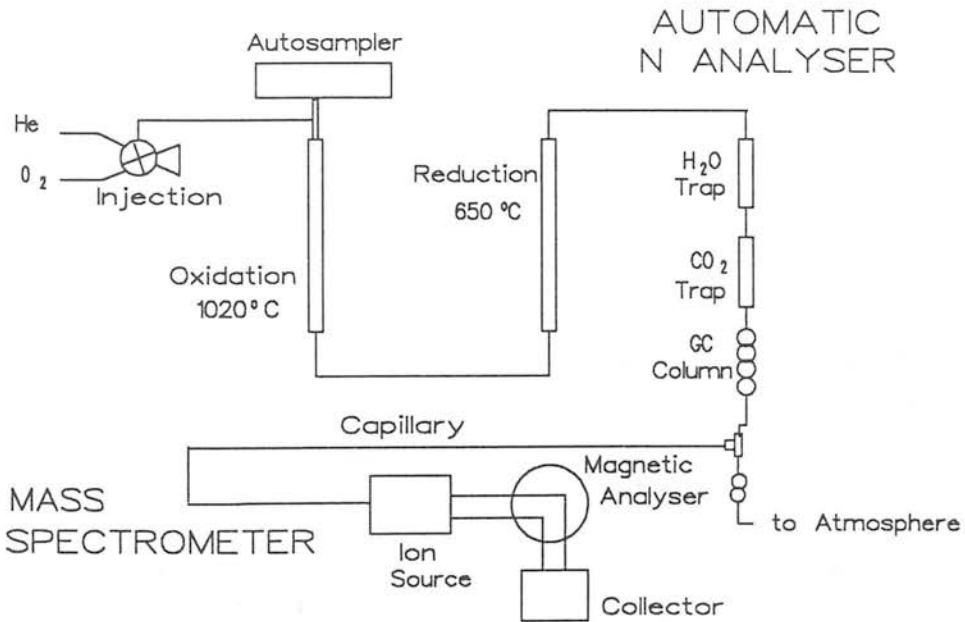 AUTOMATIC
N ANALYSER
Autosampler
He
O₂
Injection
Oxidation
1020°C
Reduction
650 °C
H₂O
Trap
CO₂
Trap
GC
Column
Capillary
MASS
SPECTROMETER
Ion
Source
Magnetic
Analyser
Collector
to Atmosphere